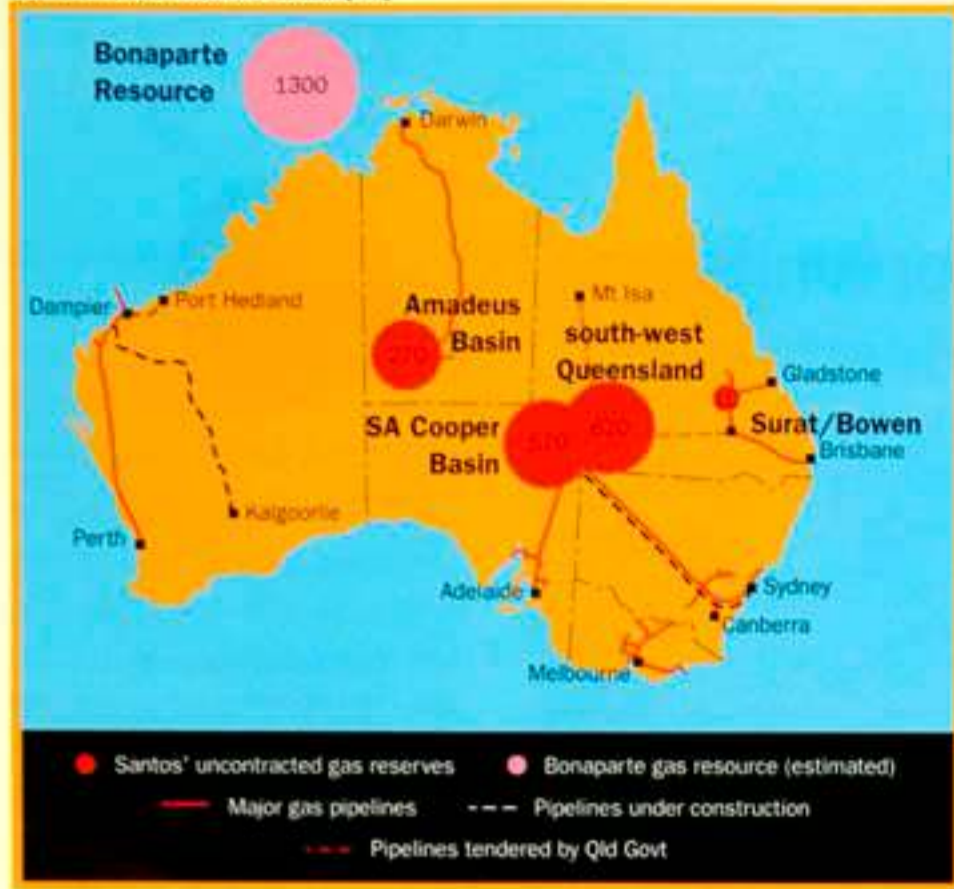 Bonaparte
Resource
1300
Darwin
Dampier
Port Hedland
Mt Isa
Amadeus
Basin
270
south-west
Queensland
Gladstone
SA Cooper
Basin
Surat/Bowen
Brisbane
Kalgoorlie
Perth
Adelaide
Sydney
Canberra
Melbourne
Santos' uncontracted gas reserves
Bonaparte gas resource (estimated)
Major gas pipelines
Pipelines under construction
Pipelines tendered by Qld Govt